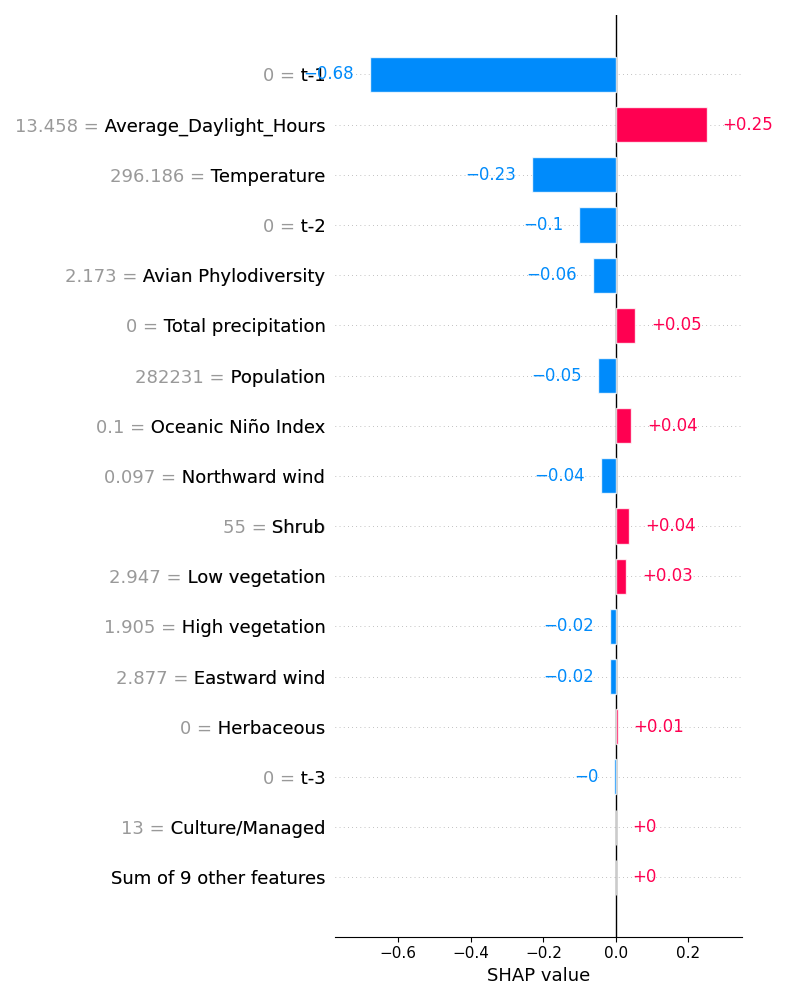 0 = t-1 −0.68
13.458 = Average_Daylight_Hours +0.25
296.186 = Temperature −0.23
0 = t-2 −0.1
2.173 = Avian Phylodiversity −0.06
0 = Total precipitation +0.05
282231 = Population −0.05
0.1 = Oceanic Niño Index +0.04
0.097 = Northward wind −0.04
55 = Shrub +0.04
2.947 = Low vegetation +0.03
1.905 = High vegetation −0.02
2.877 = Eastward wind −0.02
0 = Herbaceous +0.01
0 = t-3 −0
13 = Culture/Managed +0
Sum of 9 other features +0
−0.6 −0.4 −0.2 0.0 0.2
SHAP value